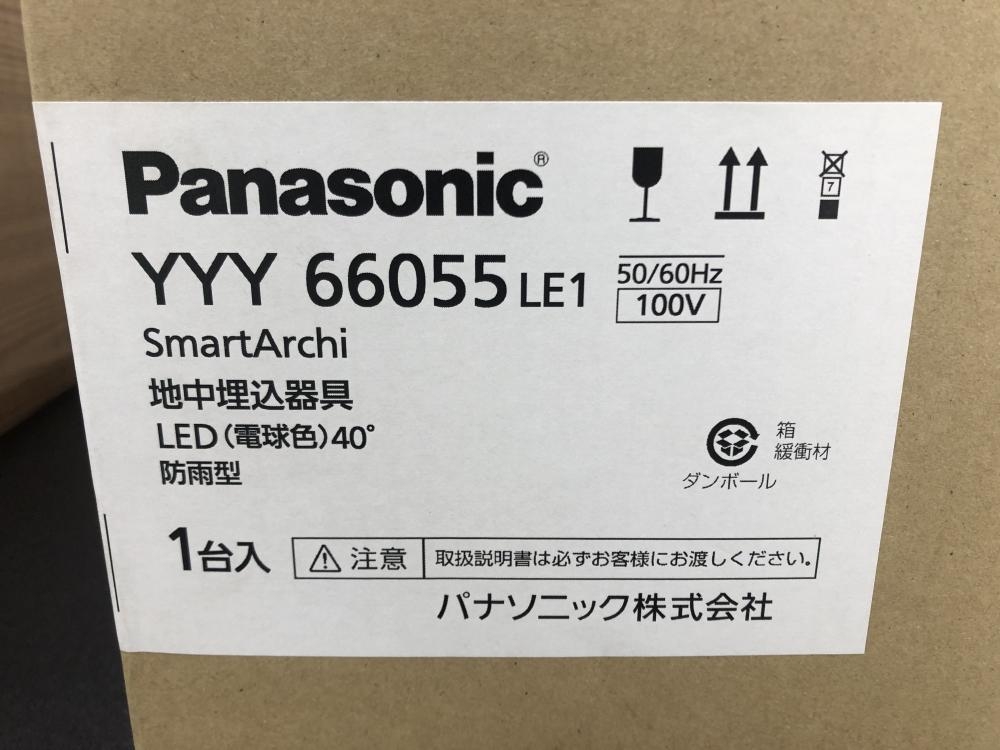 Panasonic®
7
YYY 66055 LE1
50/60Hz
100V
SmartArchi
地中埋込器具
LED(電球色)40°
防雨型
箱
緩衝材
ダンボール
1台入
注意
取扱説明書は必ずお客様にお渡しください。
パナソニック株式会社